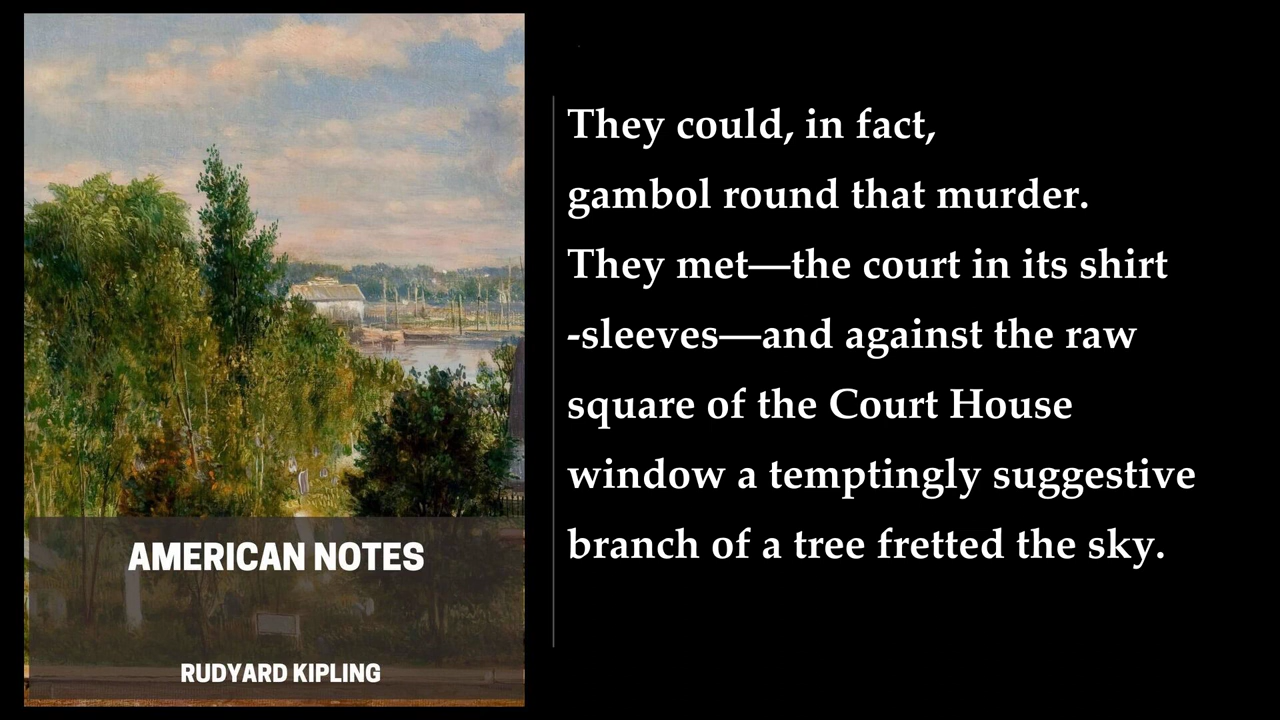 AMERICAN NOTES
RUDYARD KIPLING
They could, in fact,
gambol round that murder.
They met—the court in its shirt
-sleeves—and against the raw
square of the Court House
window a temptingly suggestive
branch of a tree fretted the sky.